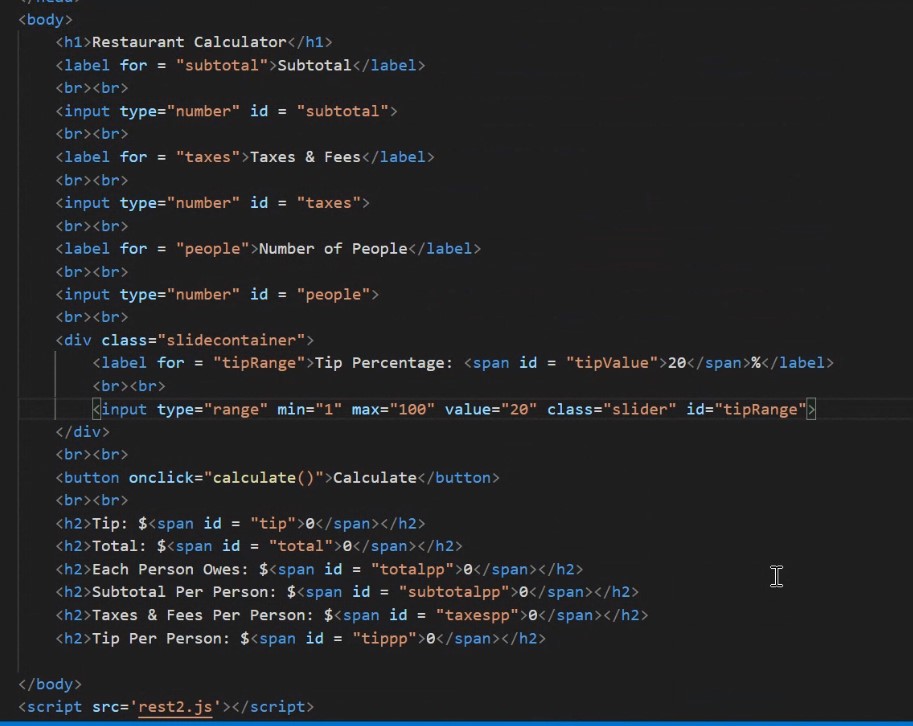 </head>
<body>
<h1>Restaurant Calculator</h1>
<label for = "subtotal">Subtotal</label>
<br><br>
<input type="number" id = "subtotal">
<br><br>
<label for = "taxes">Taxes & Fees</label>
<br><br>
<input type="number" id = "taxes">
<br><br>
<label for = "people">Number of People</label>
<br><br>
<input type="number" id = "people">
<br><br>
<div class="slidecontainer">
<label for = "tipRange">Tip Percentage: <span id = "tipValue">20</span>%</label>
<br><br>
<input type="range" min="1" max="100" value="20" class="slider" id="tipRange">
</div>
<br><br>
<button onclick="calculate()">Calculate</button>
<br><br>
<h2>Tip: $<span id = "tip">0</span></h2>
<h2>Total: $<span id = "total">0</span></h2>
<h2>Each Person Owes: $<span id = "totalpp">0</span></h2>
<h2>Subtotal Per Person: $<span id = "subtotalpp">0</span></h2>
<h2>Taxes & Fees Per Person: $<span id = "taxespp">0</span></h2>
<h2>Tip Per Person: $<span id = "tippp">0</span></h2>
</body>
<script src='rest2.js'></script>